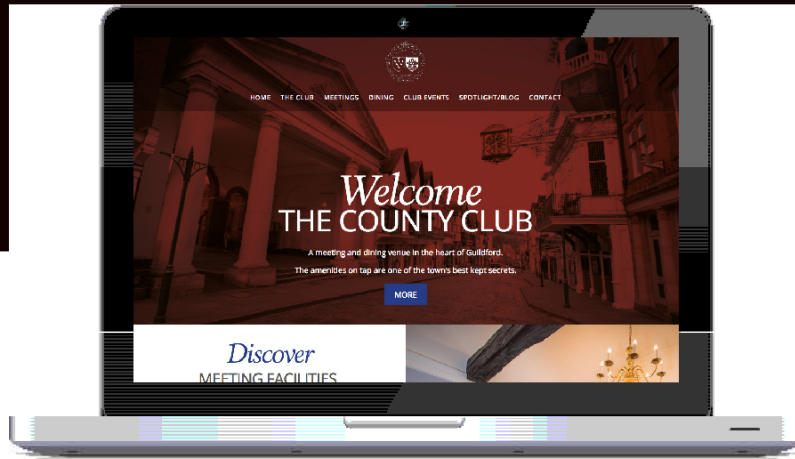 HOME THE CLUB MEETINGS DINING CLUB EVENTS SPOTLIGHT/BLOG CONTACT
Welcome
THE COUNTY CLUB
A meeting and dining venue in the heart of Guildford.
The amenities on tap are one of the town's best kept secrets.
MORE
Discover
MEETING FACILITIES